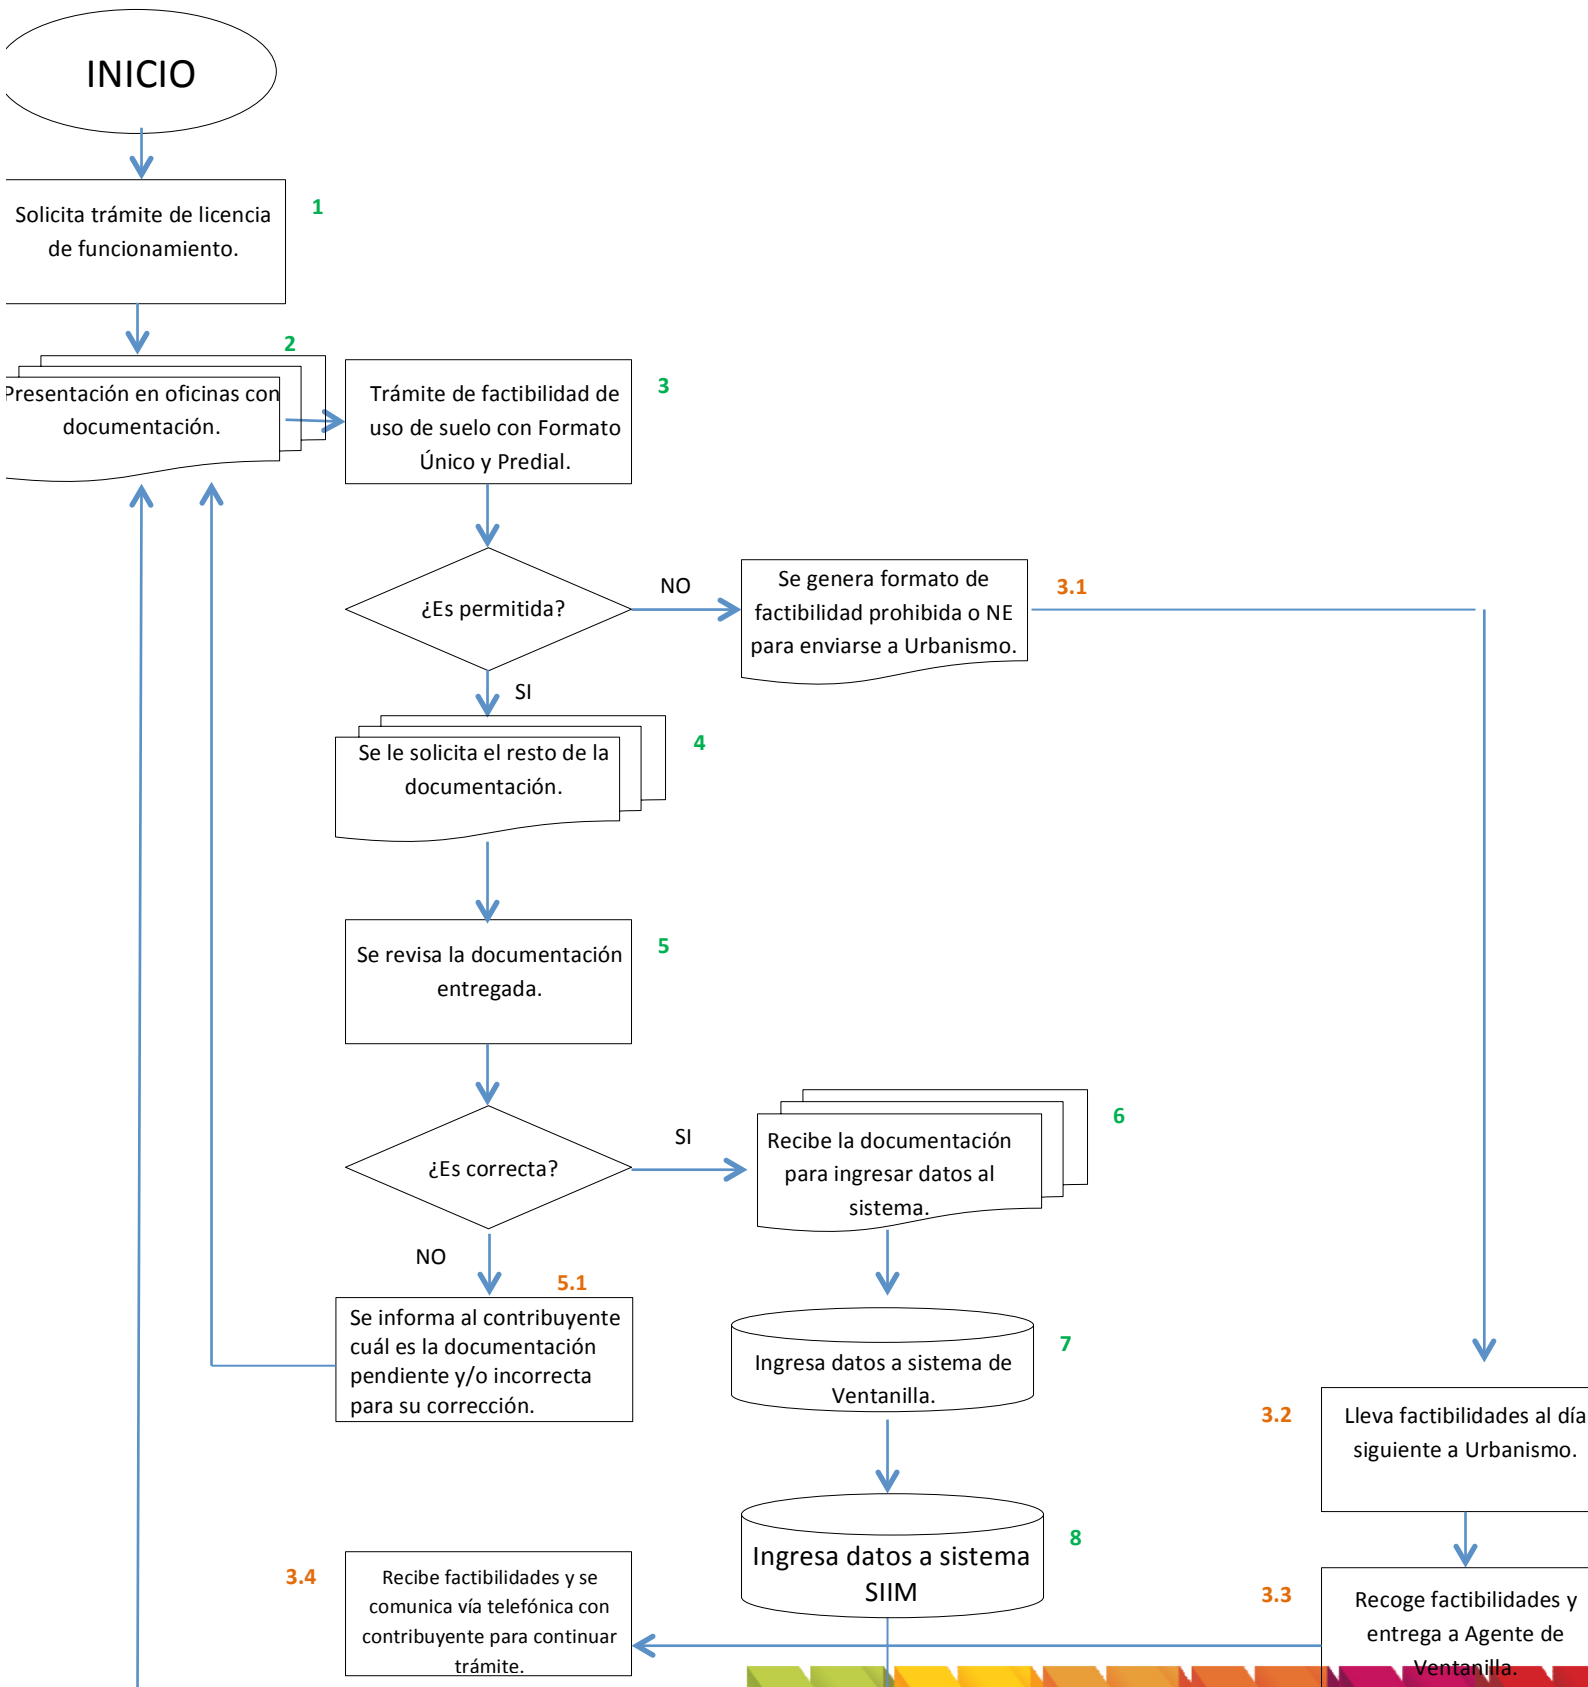 INICIO
1
Solicita trámite de licencia
de funcionamiento.
2
Presentación en oficinas con
documentación.
3
Trámite de factibilidad de
uso de suelo con Formato
Único y Predial.
¿Es permitida?
NO
Se genera formato de
factibilidad prohibida o NE
para enviarse a Urbanismo.
3.1
SI
4
Se le solicita el resto de la
documentación.
5
Se revisa la documentación
entregada.
¿Es correcta?
SI
6
Recibe la documentación
para ingresar datos al
sistema.
NO
5.1
Se informa al contribuyente
cuál es la documentación
pendiente y/o incorrecta
para su corrección.
7
Ingresa datos a sistema de
Ventanilla.
3.2
Lleva factibilidades al día
siguiente a Urbanismo.
8
Ingresa datos a sistema
SIIM
3.4
Recibe factibilidades y se
comunica vía telefónica con
contribuyente para continuar
trámite.
3.3
Recoge factibilidades y
entrega a Agente de
Ventanilla.